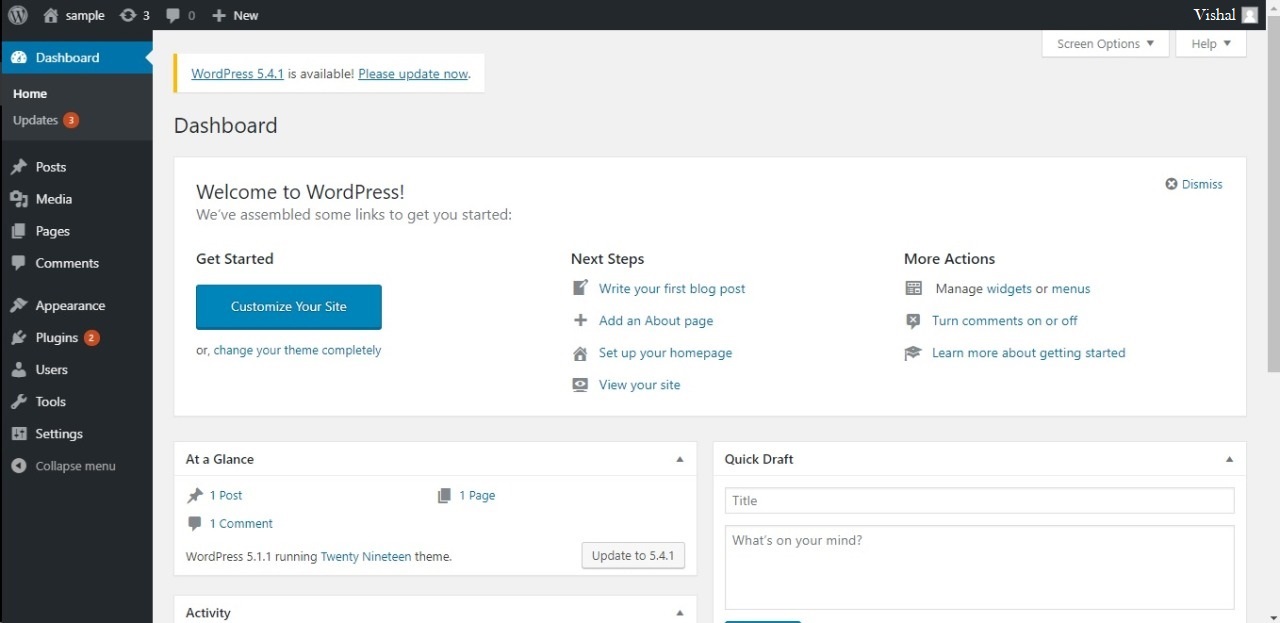 sample 3 0 New Vishal
Screen Options Help
Dashboard
Home
Updates 3
Posts
Media
Pages
Comments
Appearance
Plugins 2
Users
Tools
Settings
Collapse menu
WordPress 5.4.1 is available! Please update now.
Dashboard
Welcome to WordPress!
We've assembled some links to get you started:
Dismiss
Get Started
Customize Your Site
or, change your theme completely
Next Steps
Write your first blog post
Add an About page
Set up your homepage
View your site
More Actions
Manage widgets or menus
Turn comments on or off
Learn more about getting started
At a Glance
1 Post 1 Page
1 Comment
WordPress 5.1.1 running Twenty Nineteen theme. Update to 5.4.1
Activity
Quick Draft
Title
What's on your mind?